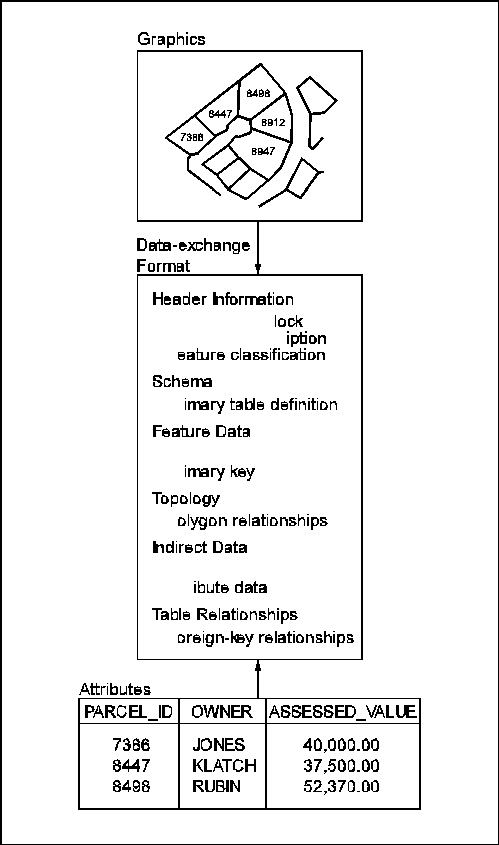 Graphics
8498
8447
8912
7386
8947
Data-exchange
Format
Header Information
lock
iption
eature classification
Schema
imary table definition
Feature Data
imary key
Topology
olygon relationships
Indirect Data
ibute data
Table Relationships
oreign-key relationships
Attributes
PARCEL_ID OWNER ASSESSED_VALUE
7386 JONES 40,000.00
8447 KLATCH 37,500.00
8498 RUBIN 52,370.00